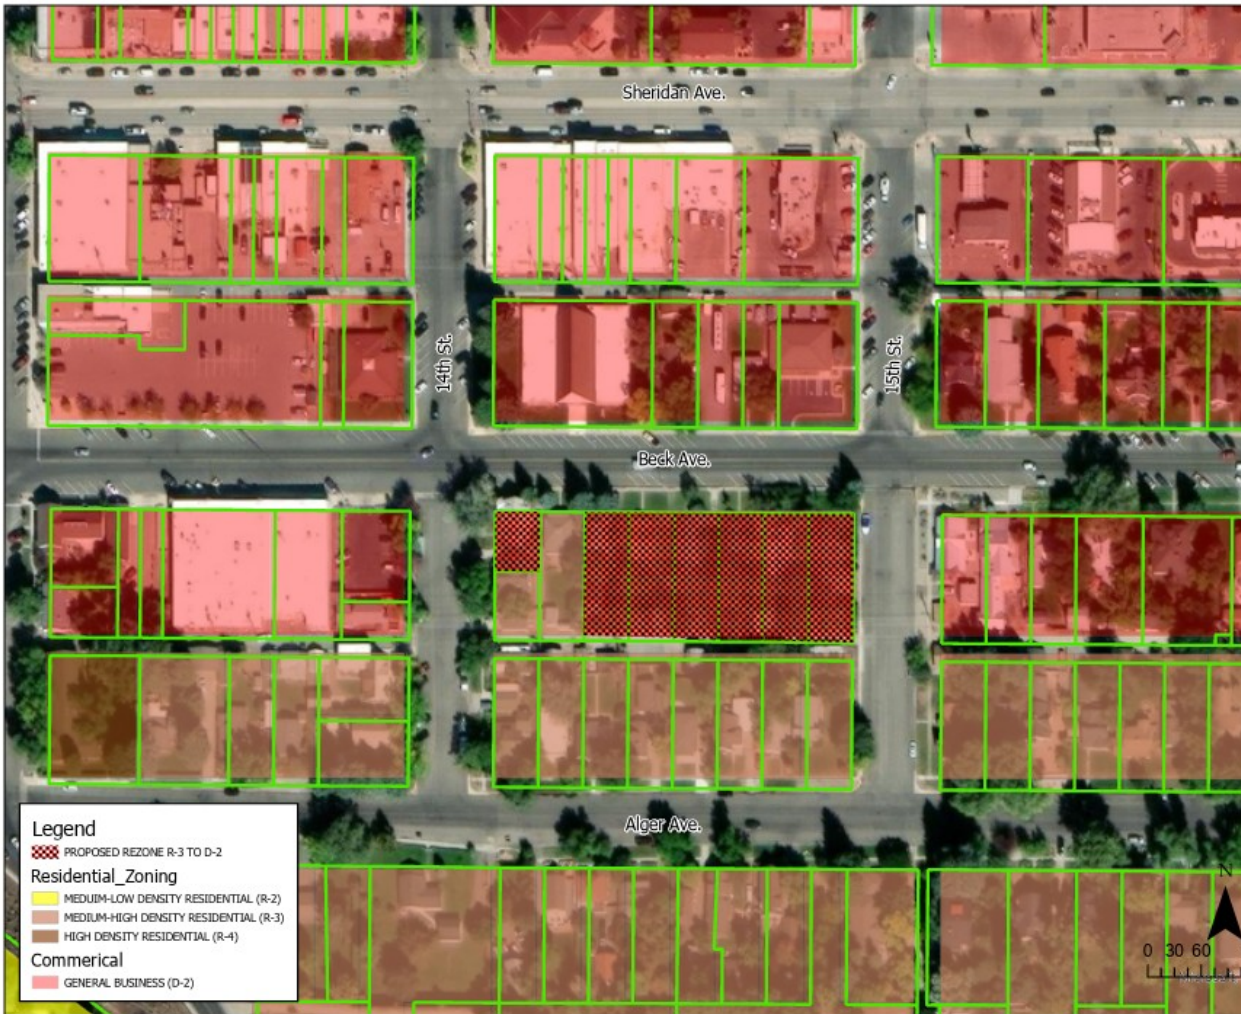 Sheridan Ave.
14th St.
15th St.
Beck Ave.
Alger Ave.
Legend
PROPOSED REZONE R-3 TO D-2
Residential_Zoning
MEDUIM-LOW DENSITY RESIDENTIAL (R-2)
MEDIUM-HIGH DENSITY RESIDENTIAL (R-3)
HIGH DENSITY RESIDENTIAL (R-4)
Commerical
GENERAL BUSINESS (D-2)
N
0 30 60